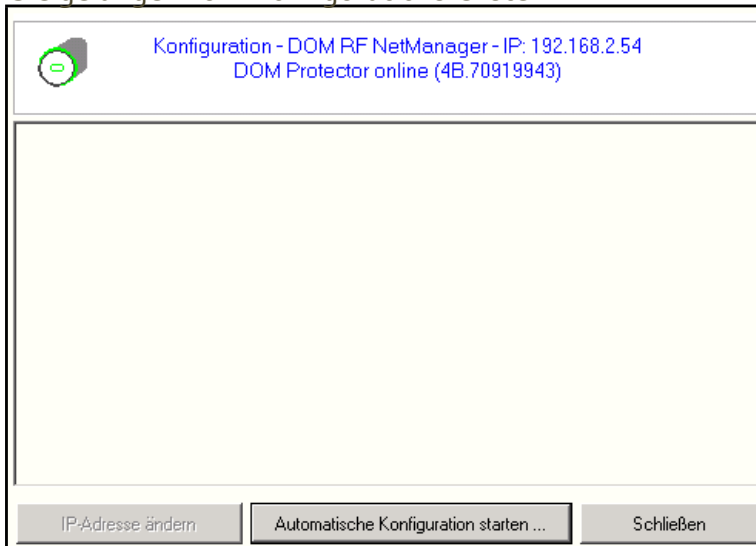 Konfiguration - DOM RF NetManager - IP: 192.168.2.54
DOM Protector online (4B.70919943)
IP-Adresse ändern
Automatische Konfiguration starten ...
Schließen